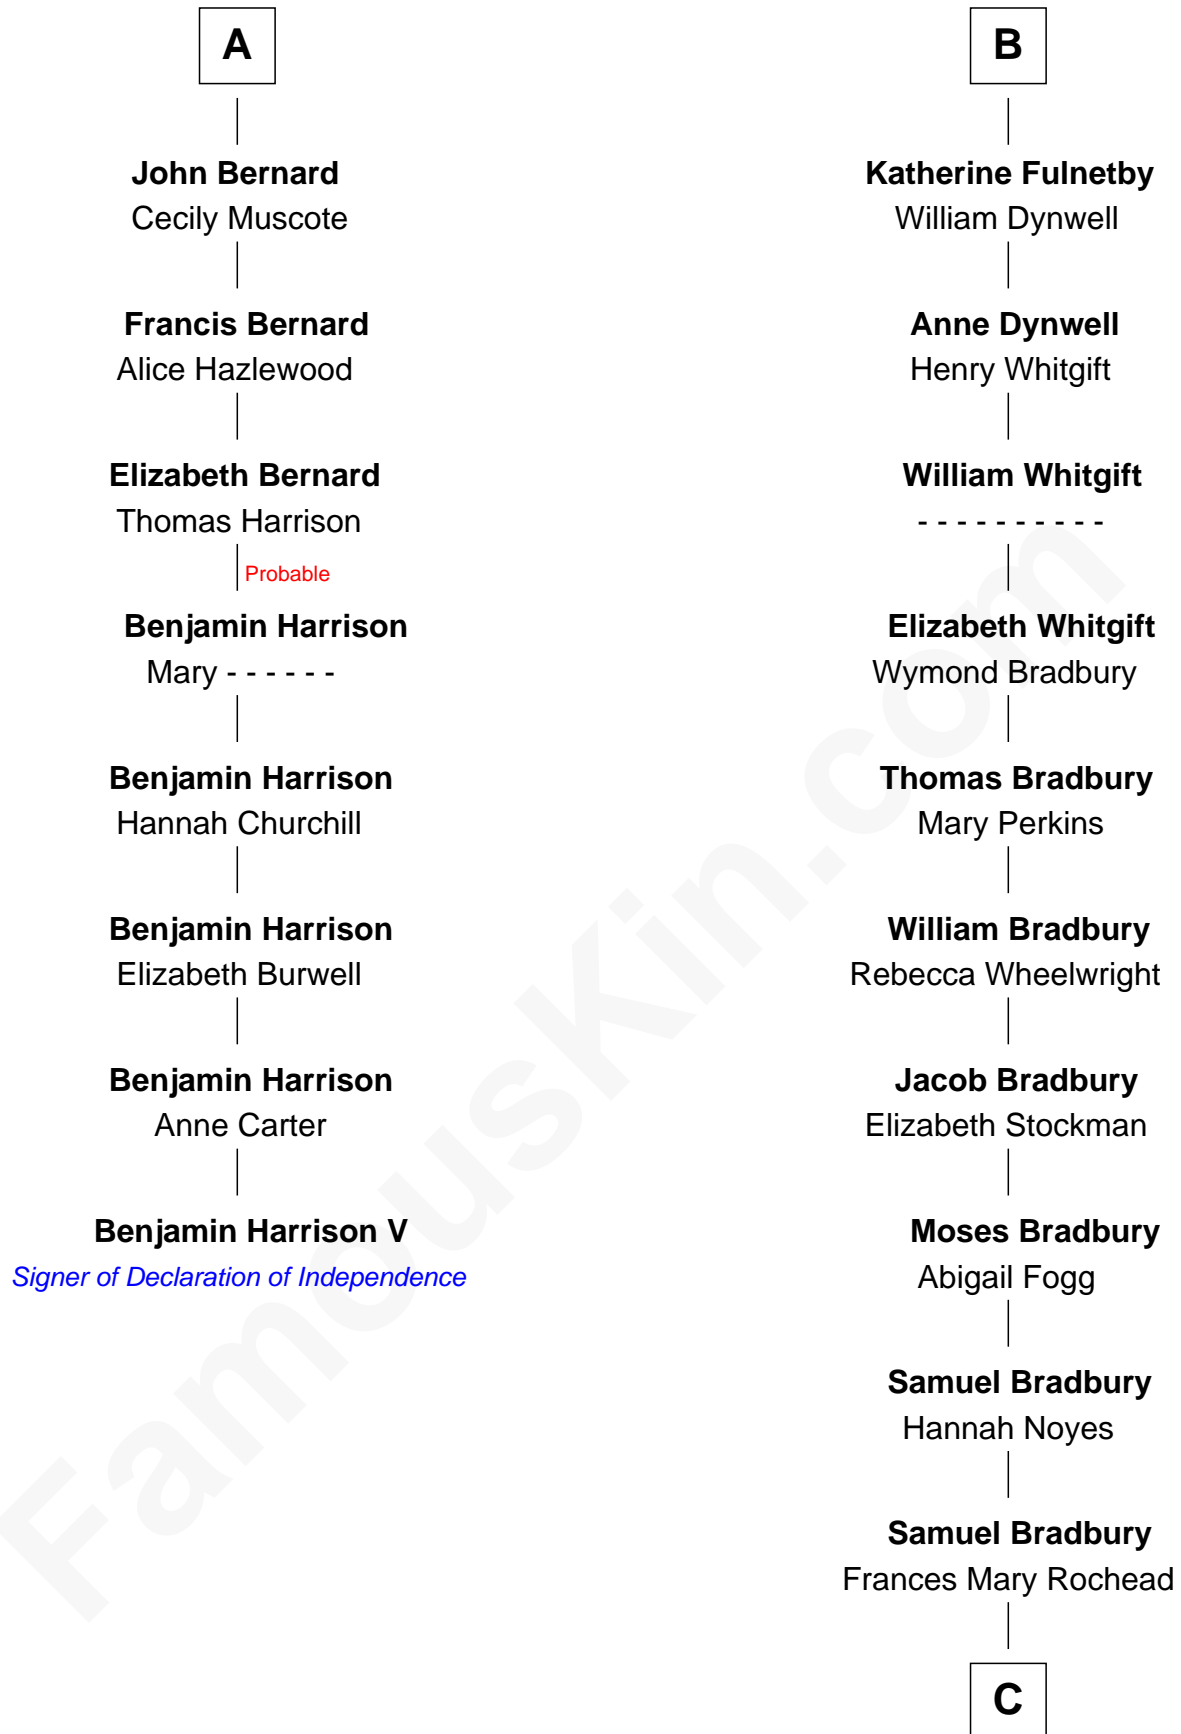 A
John Bernard
Cecily Muscote
Francis Bernard
Alice Hazlewood
Elizabeth Bernard
Thomas Harrison
Probable
Benjamin Harrison
Mary - - - - - -
Benjamin Harrison
Hannah Churchill
Benjamin Harrison
Elizabeth Burwell
Benjamin Harrison
Anne Carter
Benjamin Harrison V
Signer of Declaration of Independence
B
Katherine Fulnetby
William Dynwell
Anne Dynwell
Henry Whitgift
William Whitgift
- - - - - - - - - -
Elizabeth Whitgift
Wymond Bradbury
Thomas Bradbury
Mary Perkins
William Bradbury
Rebecca Wheelwright
Jacob Bradbury
Elizabeth Stockman
Moses Bradbury
Abigail Fogg
Samuel Bradbury
Hannah Noyes
Samuel Bradbury
Frances Mary Rochead
C
FamousKin.com